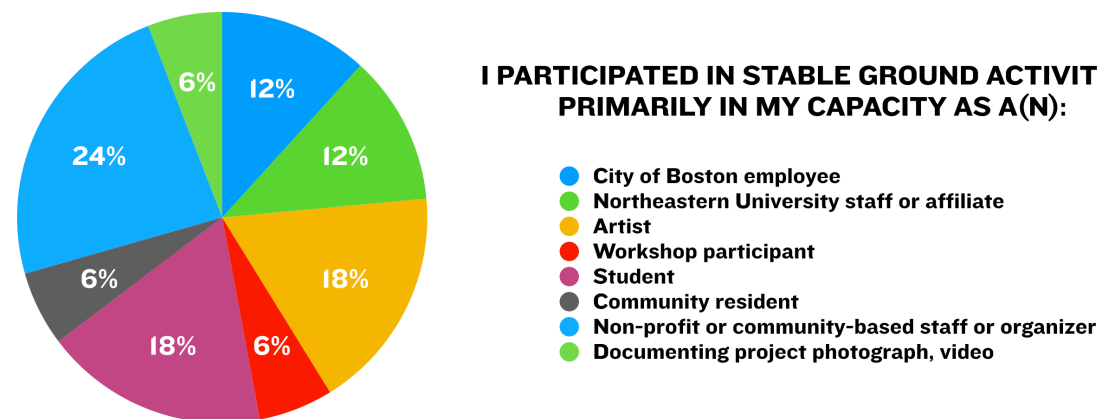 I PARTICIPATED IN STABLE GROUND ACTIVIT
PRIMARILY IN MY CAPACITY AS A(N):
6%
12%
24%
12%
6%
18%
18%
6%
City of Boston employee
Northeastern University staff or affiliate
Artist
Workshop participant
Student
Community resident
Non-profit or community-based staff or organizer
Documenting project photograph, video